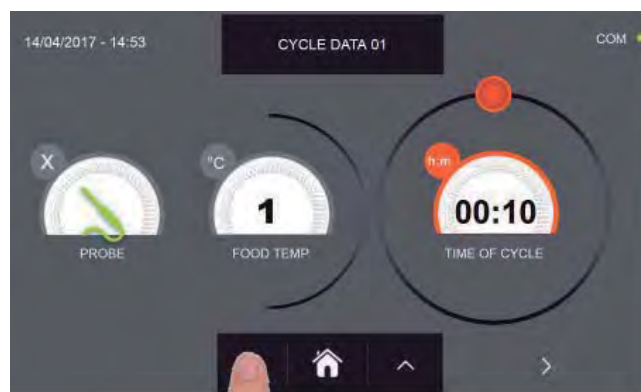 14/04/2017 - 14:53
CYCLE DATA 01
COM
X
°C
h:m
1
00:10
PROBE
FOOD TEMP
TIME OF CYCLE